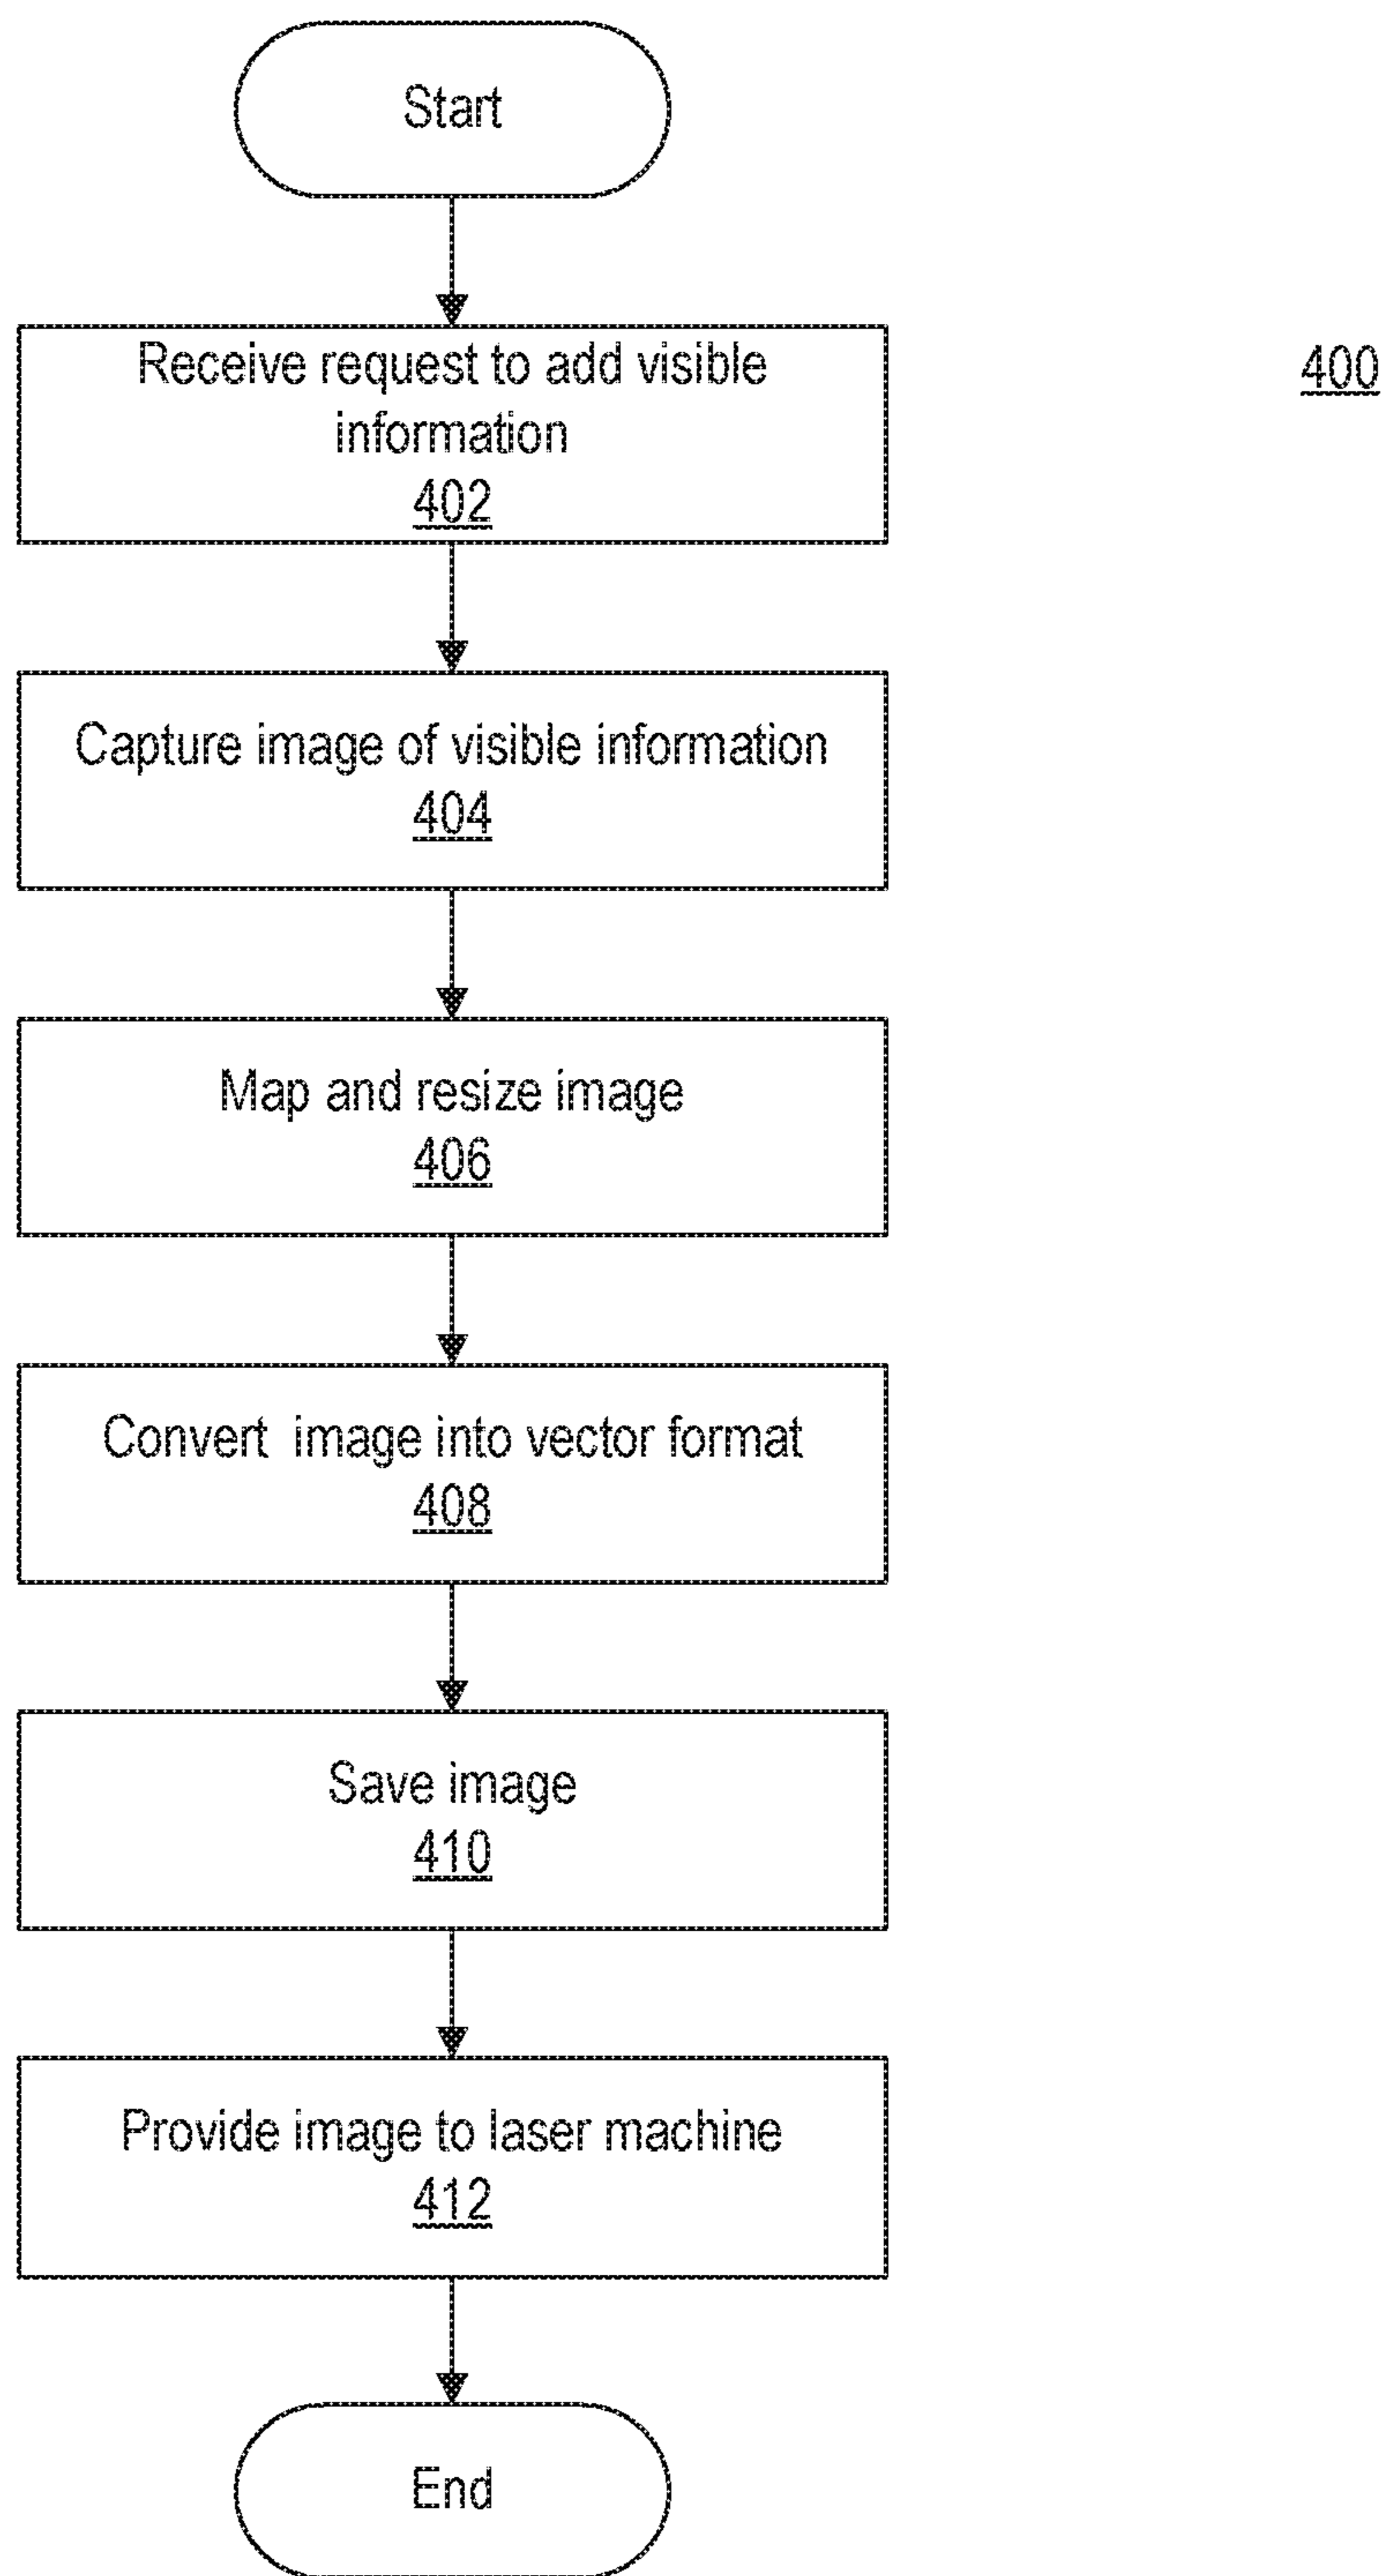 Start
Receive request to add visible
information
402
400
Capture image of visible information
404
Map and resize image
406
Convert image into vector format
408
Save image
410
Provide image to laser machine
412
End